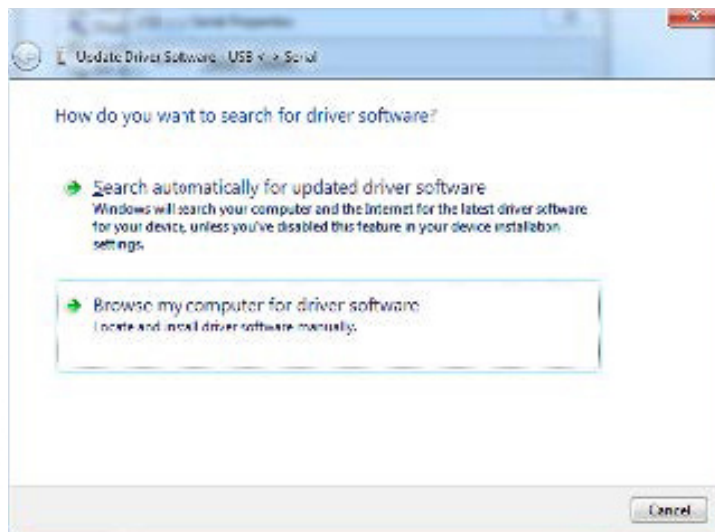 Serial Properties
Update Driver Software - USB <-> Serial
How do you want to search for driver software?
Search automatically for updated driver software
Windows will search your computer and the Internet for the latest driver software
for your device, unless you've disabled this feature in your device installation
settings.
Browse my computer for driver software
Locate and install driver software manually.
Cancel